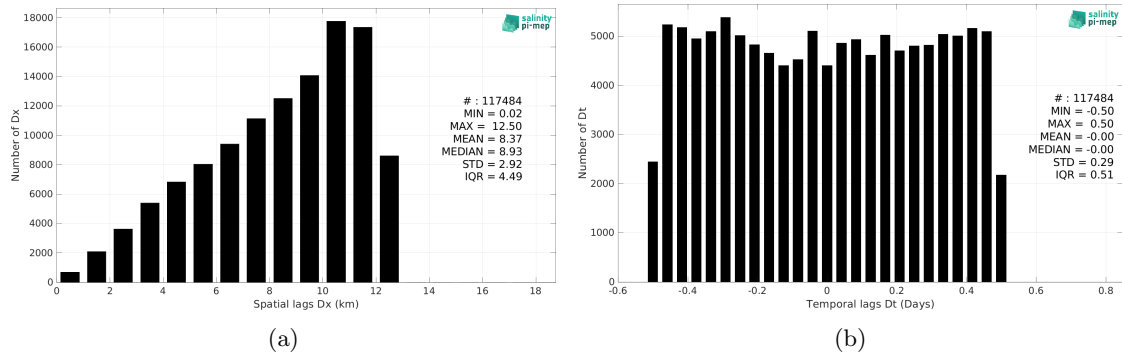 18000
16000
14000
12000
10000
8000
6000
4000
2000
0
Number of Dx
0
2
4
6
8
10
12
14
16
18
Spatial lags Dx (km)
salinity
pi-mep
# : 117484
MIN = 0.02
MAX = 12.50
MEAN = 8.37
MEDIAN = 8.93
STD = 2.92
IQR = 4.49
(a)
5000
4000
3000
2000
1000
0
Number of Dt
-0.6
-0.4
-0.2
0
0.2
0.4
0.6
0.8
Temporal lags Dt (Days)
salinity
pi-mep
# : 117484
MIN = -0.50
MAX = 0.50
MEAN = -0.00
MEDIAN = -0.00
STD = 0.29
IQR = 0.51
(b)